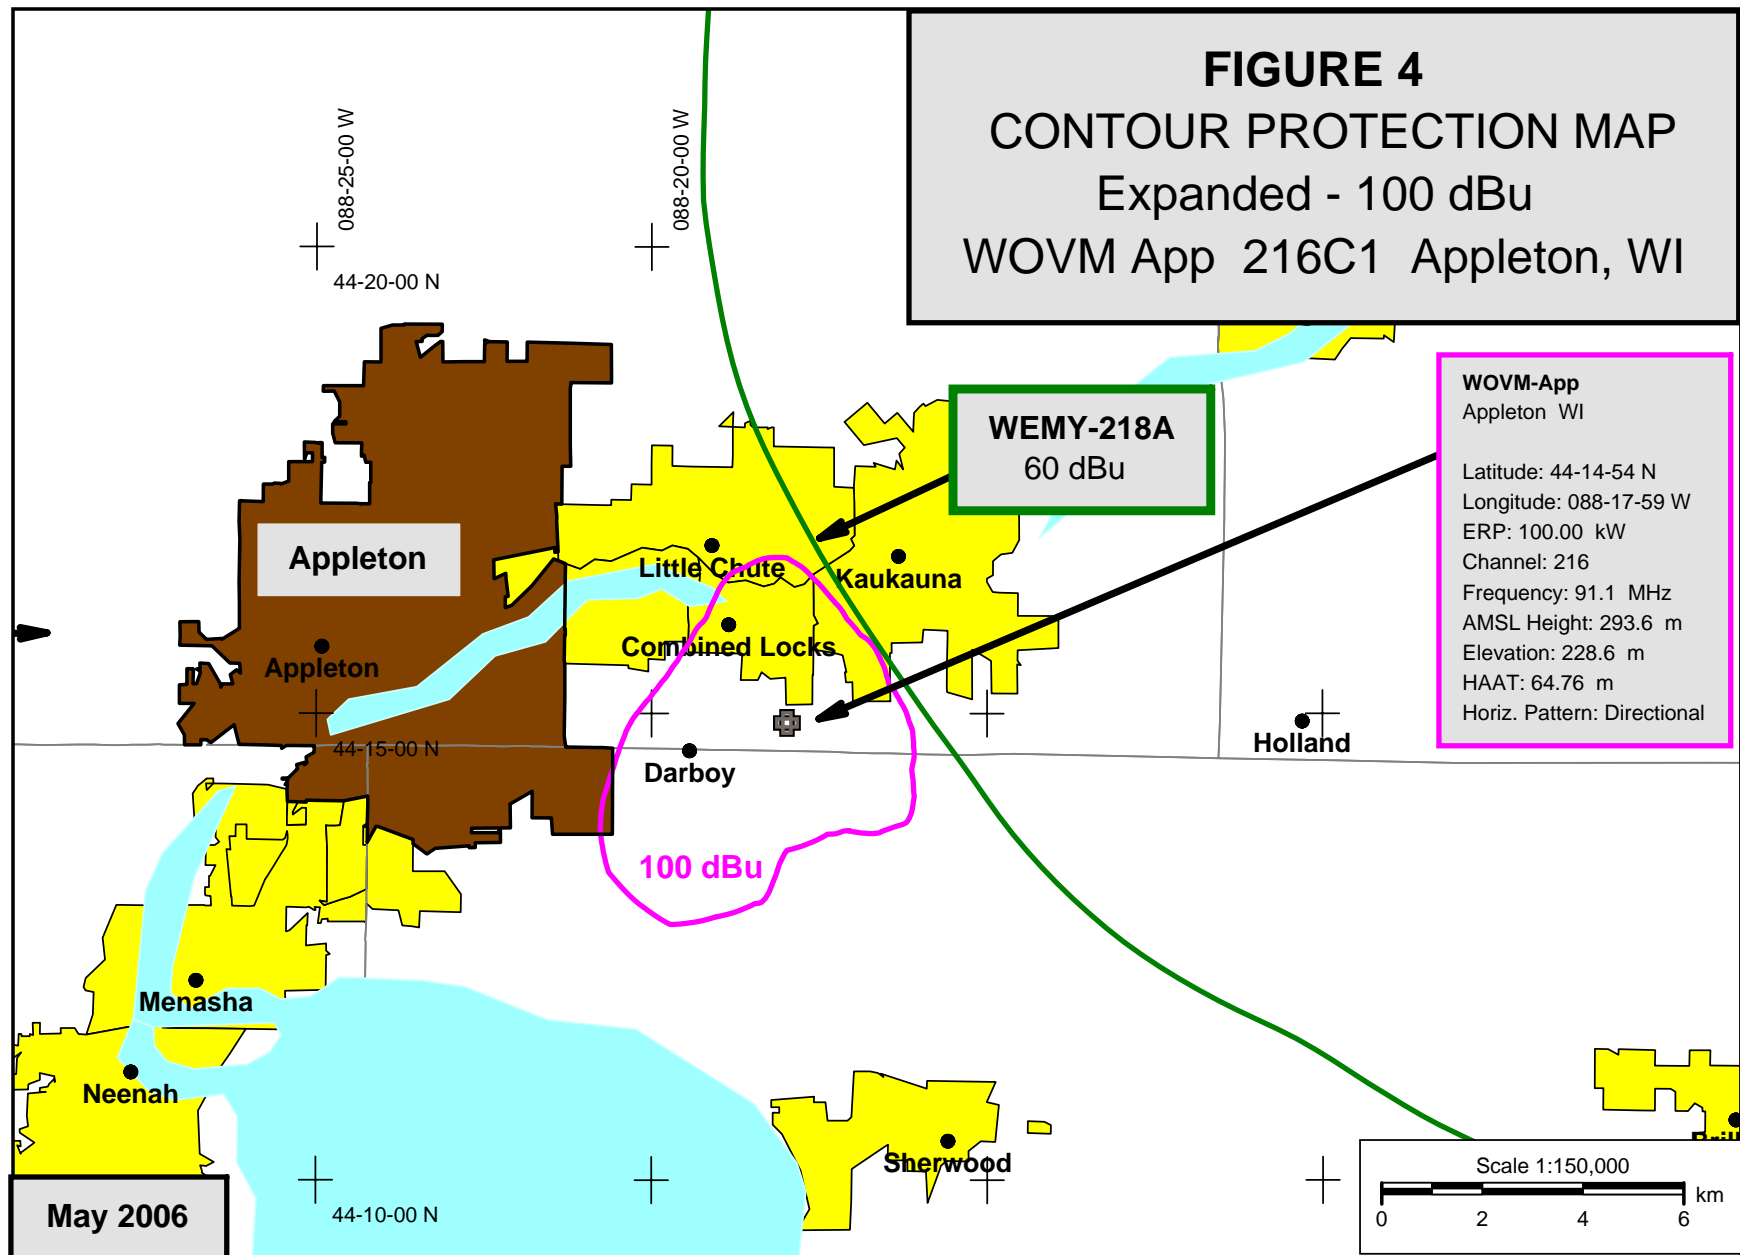 FIGURE 4
CONTOUR PROTECTION MAP
Expanded - 100 dBu
WOVM App 216C1 Appleton, WI
088-25-00 W
088-20-00 W
44-20-00 N
WOVM-App
Appleton WI
Latitude: 44-14-54 N
Longitude: 088-17-59 W
ERP: 100.00 kW
Channel: 216
Frequency: 91.1 MHz
AMSL Height: 293.6 m
Elevation: 228.6 m
HAAT: 64.76 m
Horiz. Pattern: Directional
WEMY-218A
60 dBu
Appleton
Little Chute
Kaukauna
Combined Locks
Appleton
44-15-00 N
Darboy
Holland
100 dBu
Menasha
Neenah
Sherwood
44-10-00 N
May 2006
Scale 1:150,000
km
0 2 4 6